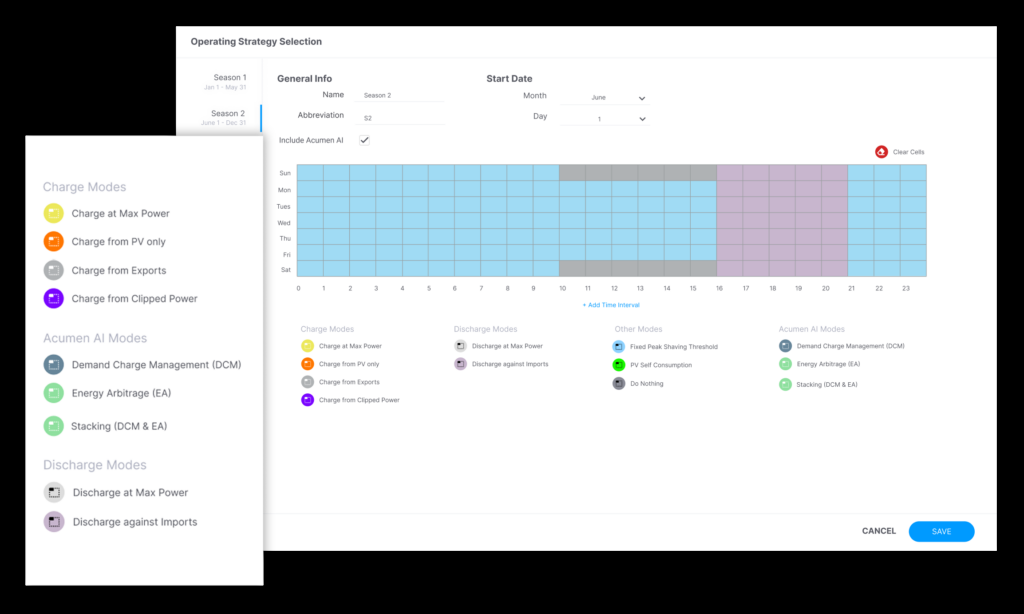 Operating Strategy Selection
Season 1
Jan 1 - May 31
Season 2
June 1 - Dec 31
General Info
Name Season 2
Abbreviation S2
Include Acumen AI
Start Date
Month June
Day 1
Clear Cells
Sun
Mon
Tues
Wed
Thu
Fri
Sat
0 1 2 3 4 5 6 7 8 9 10 11 12 13 14 15 16 17 18 19 20 21 22 23
+ Add Time Interval
Charge Modes
Charge at Max Power
Charge from PV only
Charge from Exports
Charge from Clipped Power
Discharge Modes
Discharge at Max Power
Discharge against Imports
Other Modes
Fixed Peak Shaving Threshold
PV Self Consumption
Do Nothing
Acumen AI Modes
Demand Charge Management (DCM)
Energy Arbitrage (EA)
Stacking (DCM & EA)
CANCEL
SAVE
Charge Modes
Charge at Max Power
Charge from PV only
Charge from Exports
Charge from Clipped Power
Acumen AI Modes
Demand Charge Management (DCM)
Energy Arbitrage (EA)
Stacking (DCM & EA)
Discharge Modes
Discharge at Max Power
Discharge against Imports